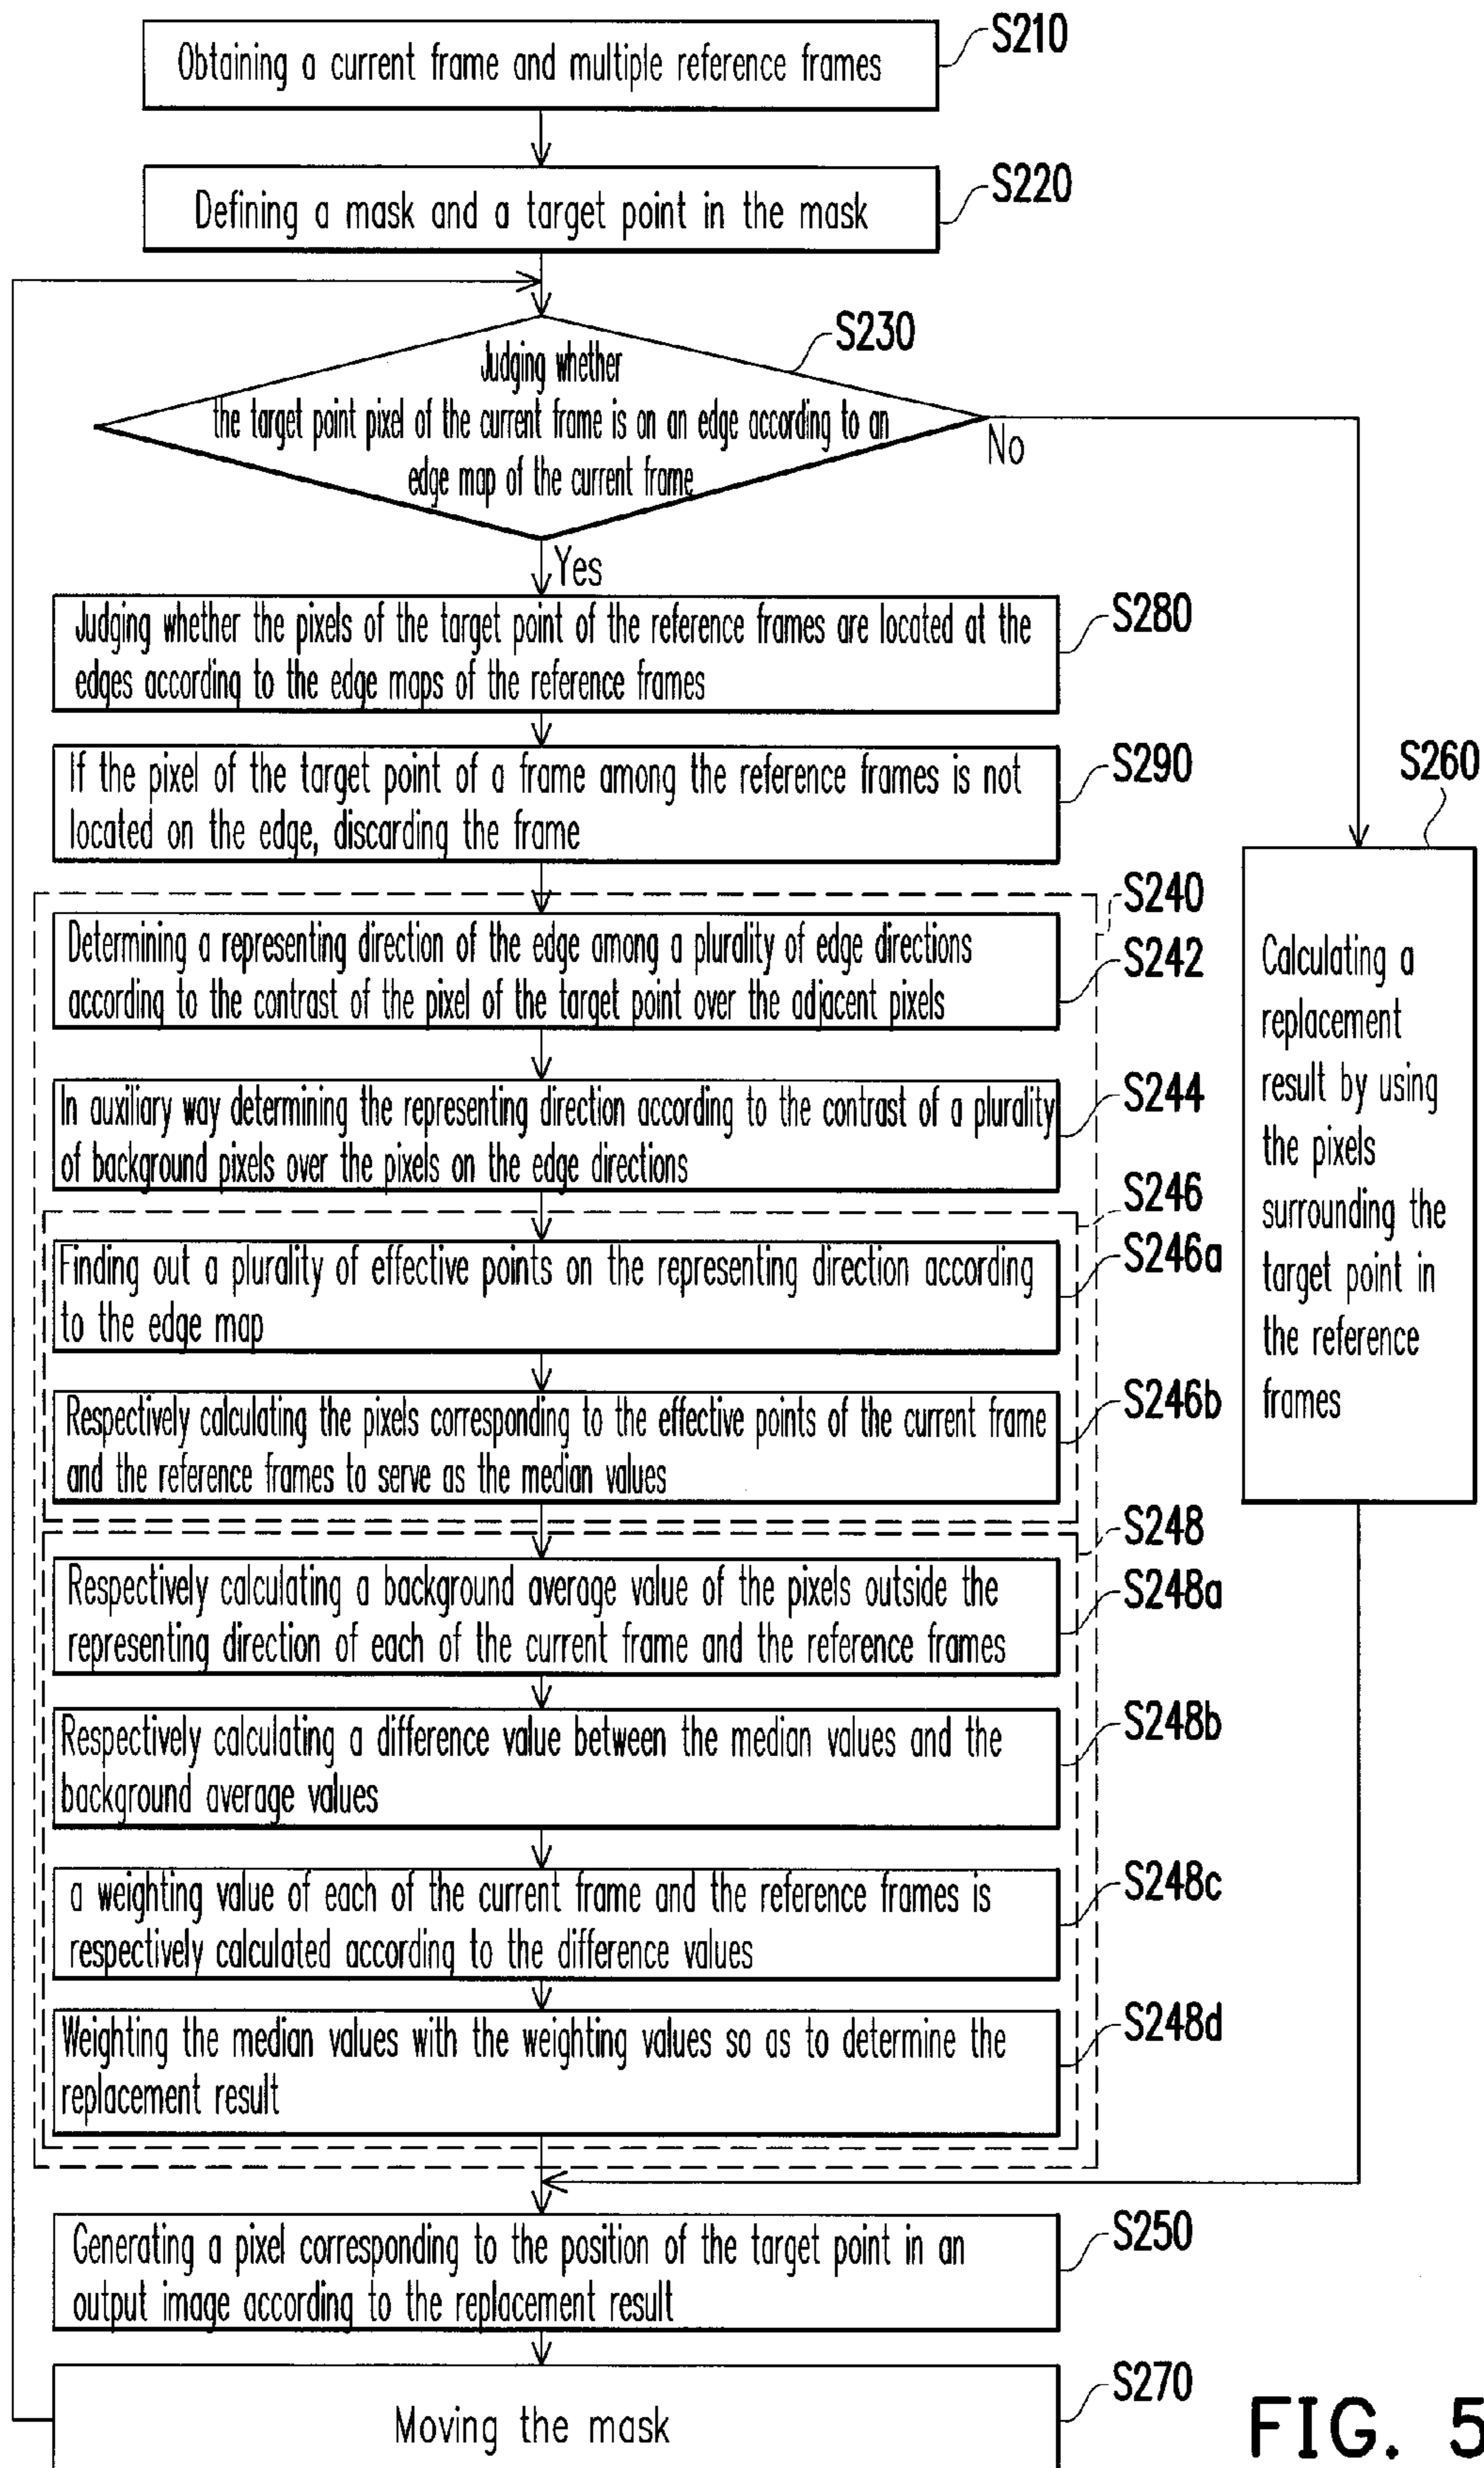 Obtaining a current frame and multiple reference frames
S210
Defining a mask and a target point in the mask
S220
S230
Judging whether
the target point pixel of the current frame is on an edge according to an
edge map of the current frame
No
Yes
Judging whether the pixels of the target point of the reference frames are located at the
edges according to the edge maps of the reference frames
S280
If the pixel of the target point of a frame among the reference frames is not
located on the edge, discarding the frame
S290
S260
Calculating a
replacement
result by using
the pixels
surrounding the
target point in
the reference
frames
S240
Determining a representing direction of the edge among a plurality of edge directions
according to the contrast of the pixel of the target point over the adjacent pixels
S242
In auxiliary way determining the representing direction according to the contrast of a plurality
of background pixels over the pixels on the edge directions
S244
S246
Finding out a plurality of effective points on the representing direction according
to the edge map
S246a
Respectively calculating the pixels corresponding to the effective points of the current frame
and the reference frames to serve as the median values
S246b
S248
Respectively calculating a background average value of the pixels outside the
representing direction of each of the current frame and the reference frames
S248a
Respectively calculating a difference value between the median values and the
background average values
S248b
a weighting value of each of the current frame and the reference frames is
respectively calculated according to the difference values
S248c
Weighting the median values with the weighting values so as to determine the
replacement result
S248d
Generating a pixel corresponding to the position of the target point in an
output image according to the replacement result
S250
Moving the mask
S270
FIG. 5